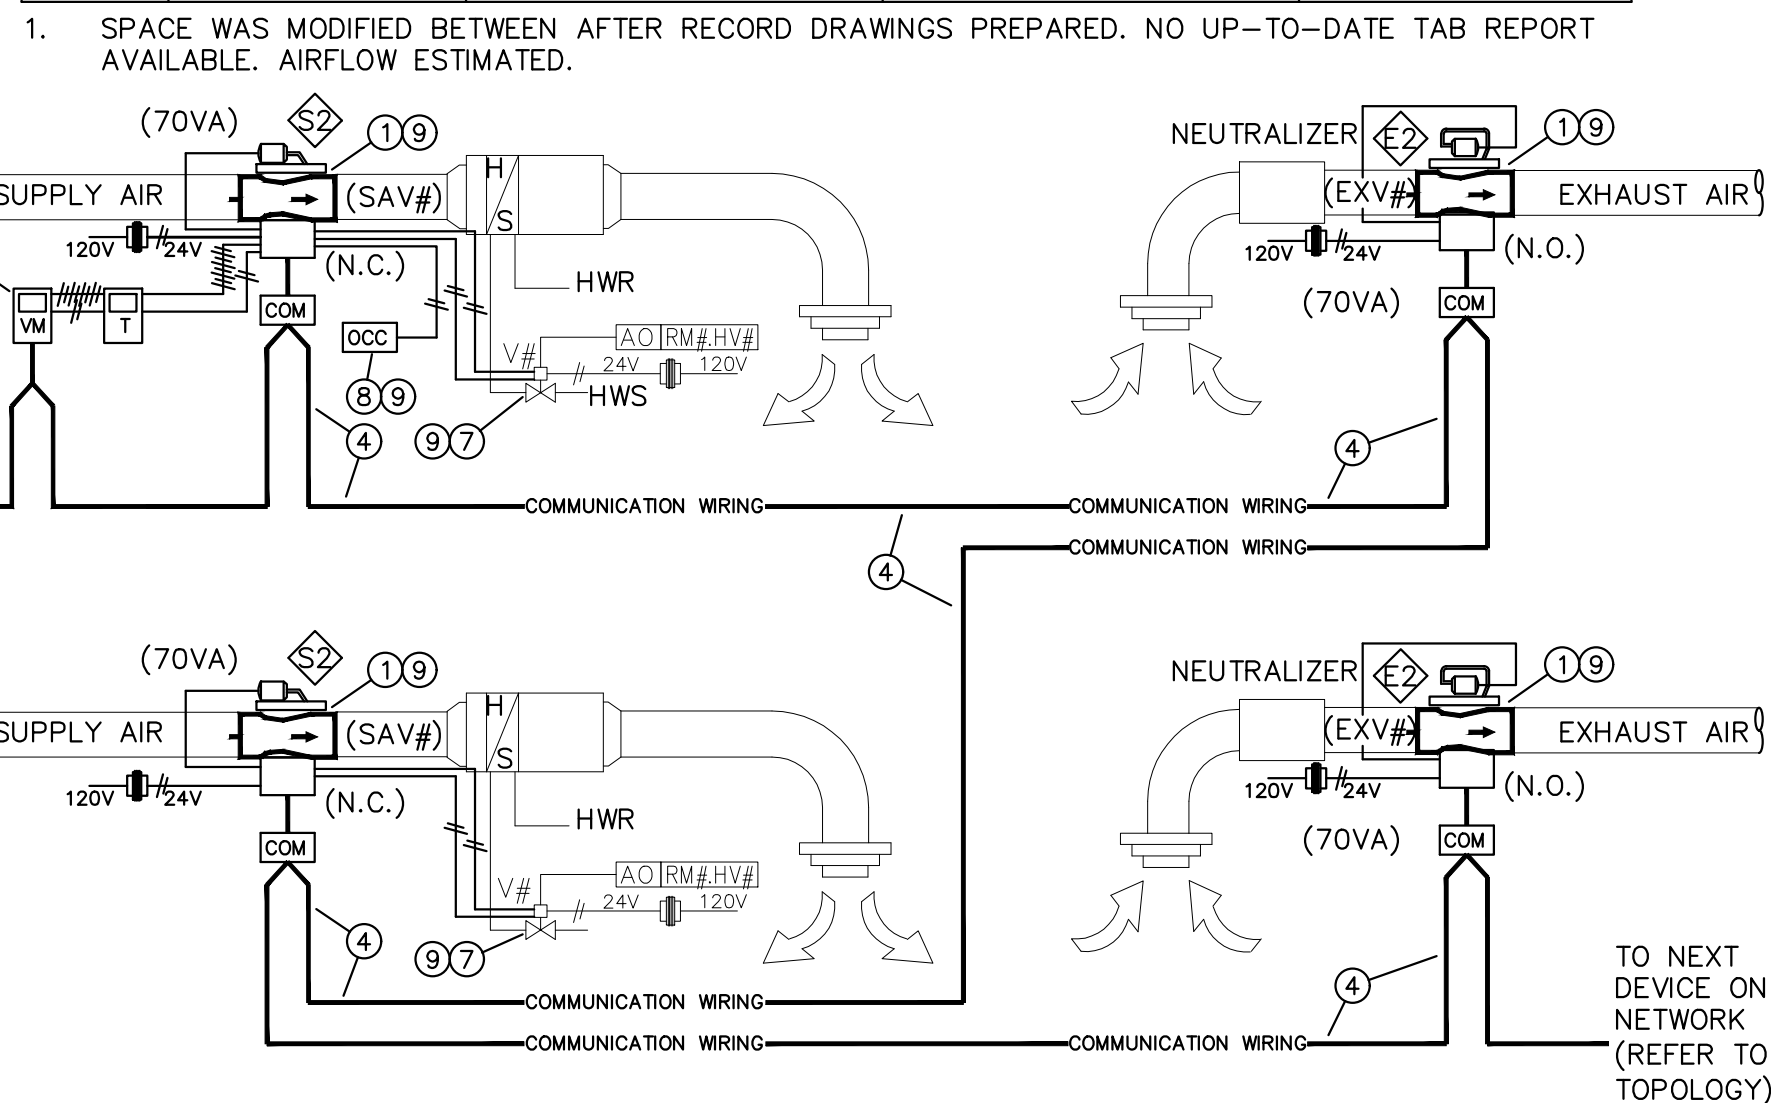 1. SPACE WAS MODIFIED BETWEEN AFTER RECORD DRAWINGS PREPARED. NO UP-TO-DATE TAB REPORT
AVAILABLE. AIRFLOW ESTIMATED.
(70VA) S2 1 9
NEUTRALIZER E2 1 9
SUPPLY AIR (SAV#) H
S
(EXV#) EXHAUST AIR
120V 24V (N.C.)
120V 24V (N.O.)
HWR
(70VA)
VM T COM OCC COM
V# AO RM#.HV#
24V 120V
HWS
8 9
4 9 7 4
COMMUNICATION WIRING COMMUNICATION WIRING
COMMUNICATION WIRING
4
(70VA) S2 1 9
NEUTRALIZER E2 1 9
SUPPLY AIR (SAV#) H
S
(EXV#) EXHAUST AIR
120V 24V (N.C.)
120V 24V (N.O.)
HWR
(70VA)
COM COM
V# AO RM#.HV#
24V 120V
4 9 7 4
COMMUNICATION WIRING
COMMUNICATION WIRING COMMUNICATION WIRING
TO NEXT
DEVICE ON
NETWORK
(REFER TO
TOPOLOGY)